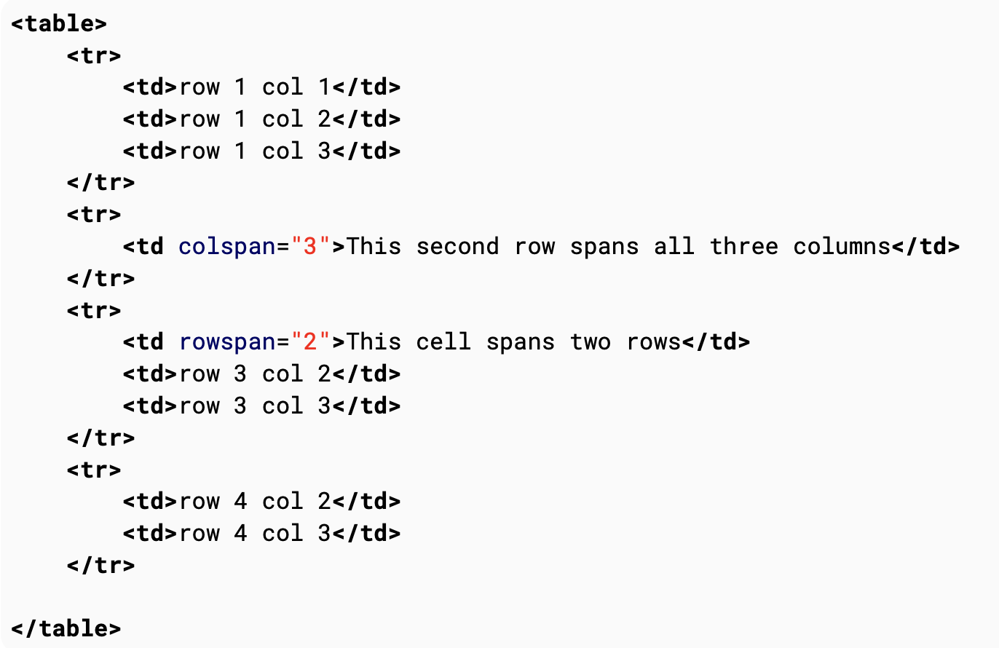 <table>
    <tr>
        <td>row 1 col 1</td>
        <td>row 1 col 2</td>
        <td>row 1 col 3</td>
    </tr>
    <tr>
        <td colspan="3">This second row spans all three columns</td>
    </tr>
    <tr>
        <td rowspan="2">This cell spans two rows</td>
        <td>row 3 col 2</td>
        <td>row 3 col 3</td>
    </tr>
    <tr>
        <td>row 4 col 2</td>
        <td>row 4 col 3</td>
    </tr>

</table>